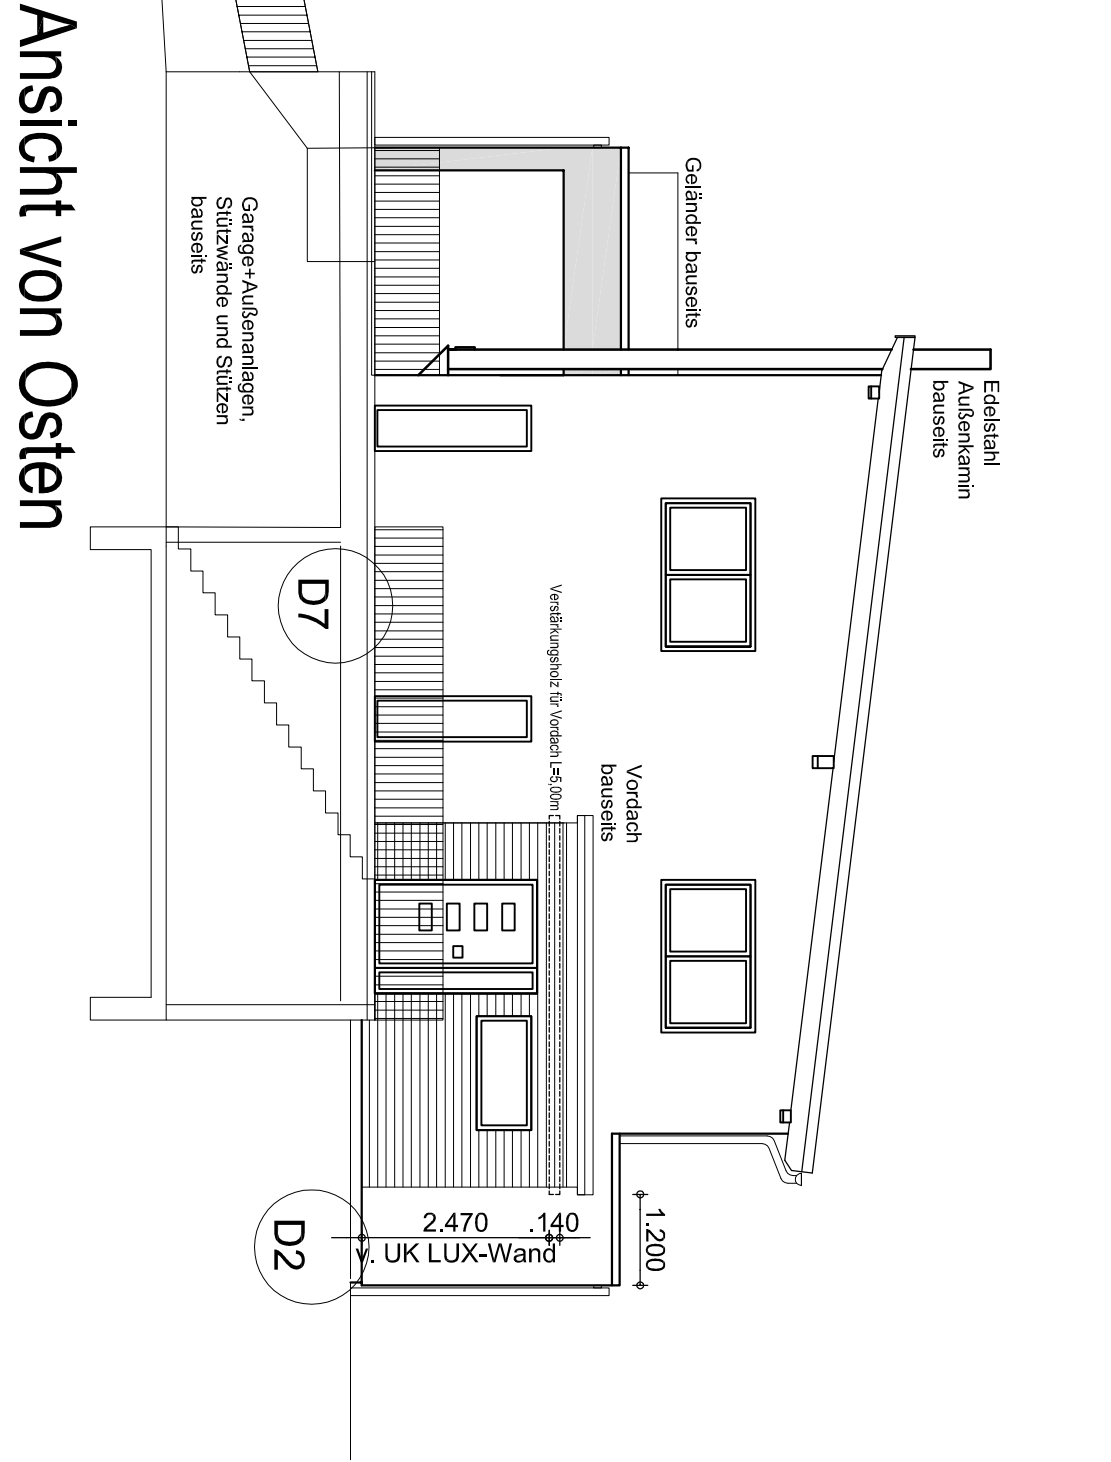 Edelstahl
Außenkamin
bauseits
Geländer bauseits
Vordach
bauseits
Verstärkungsholz für Vordach L=5,00m
Garage+Außenanlagen,
Stützwände und Stützen
bauseits
D7
D2
1.200
2.470
.140
v. UK LUX-Wand
Ansicht von Osten